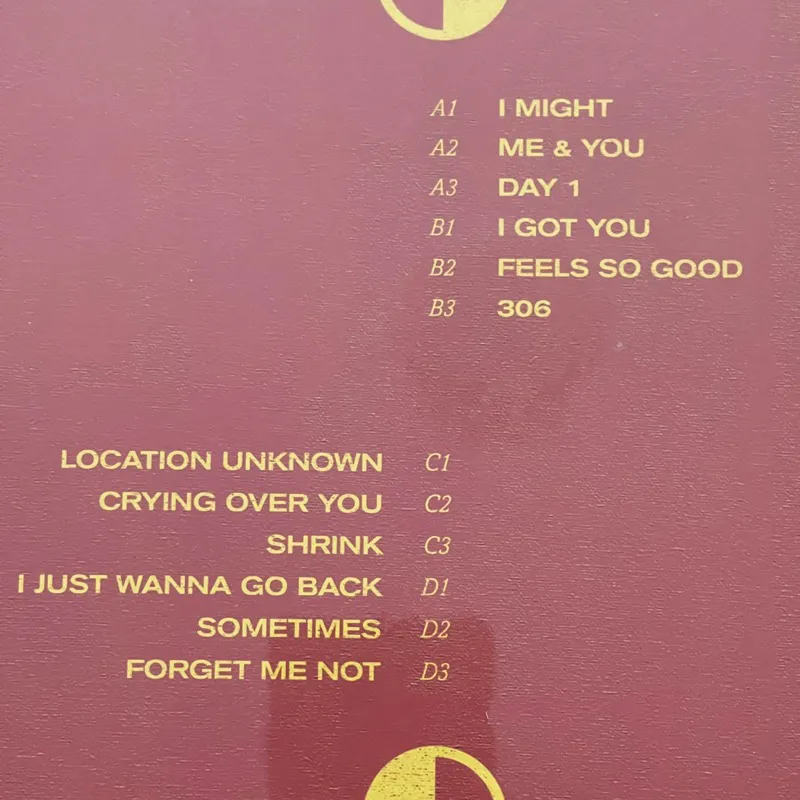 A1 I MIGHT
A2 ME & YOU
A3 DAY 1
B1 I GOT YOU
B2 FEELS SO GOOD
B3 306
LOCATION UNKNOWN C1
CRYING OVER YOU C2
SHRINK C3
I JUST WANNA GO BACK D1
SOMETIMES D2
FORGET ME NOT D3